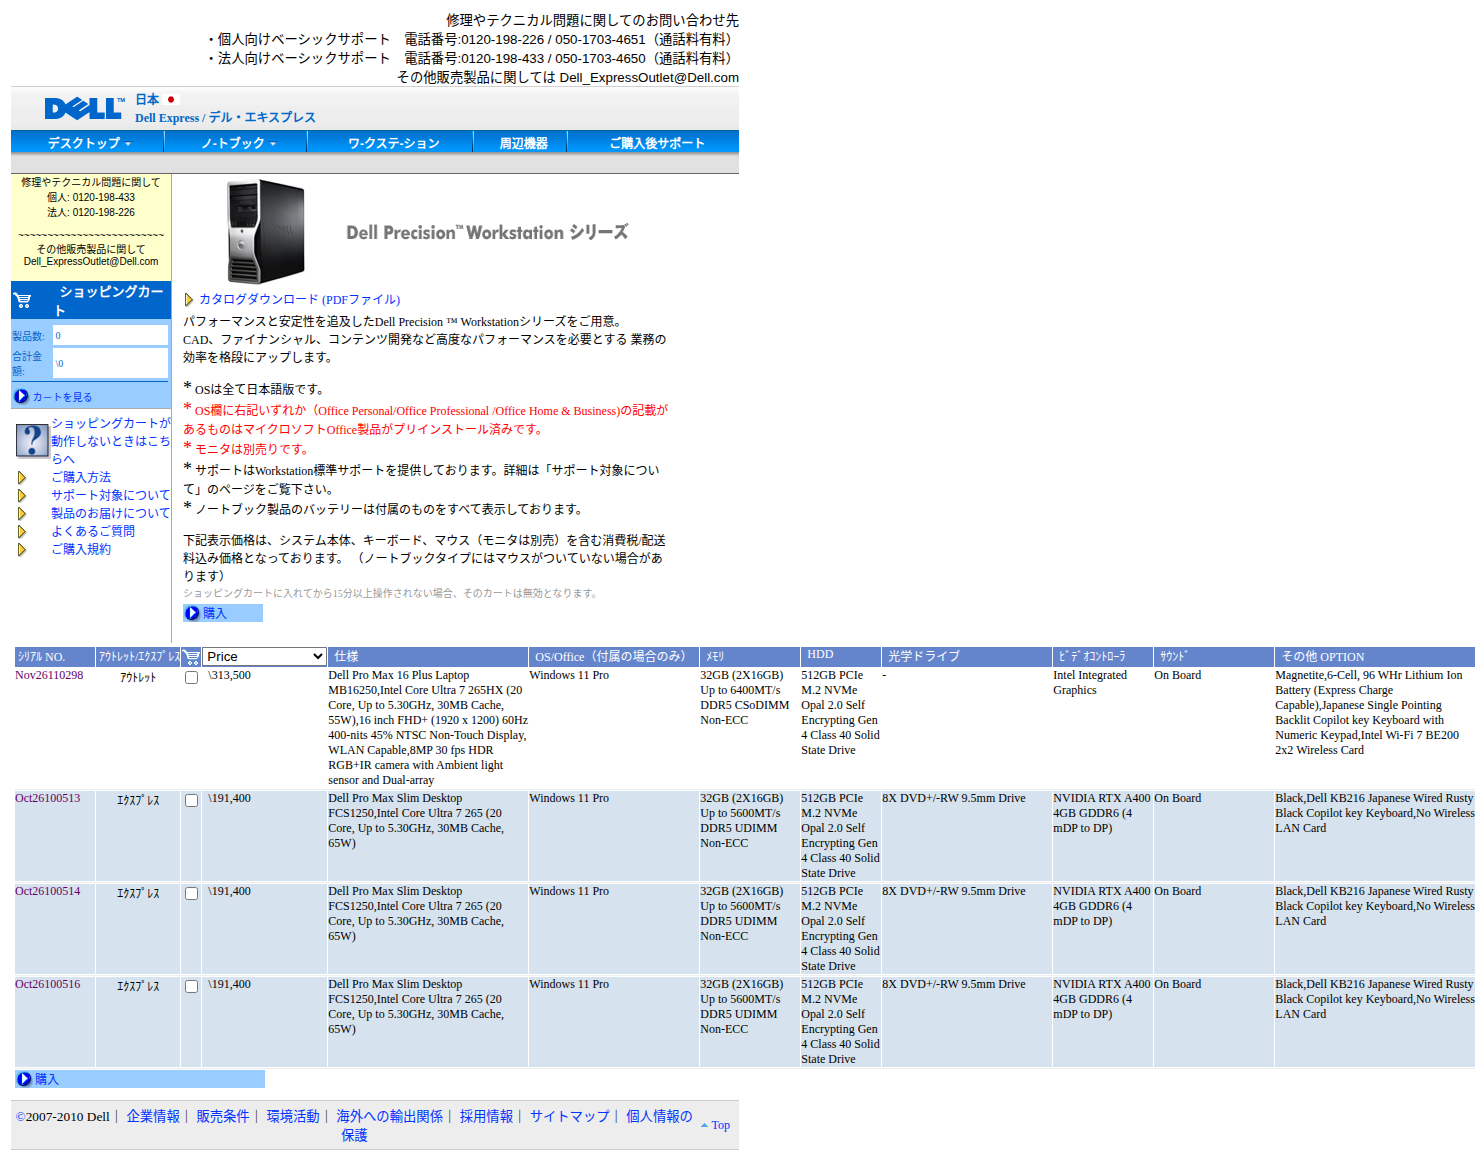 修理やテクニカル問題に関してのお問い合わせ先
・個人向けベーシックサポート　電話番号:0120-198-226 / 050-1703-4651（通話料有料）
・法人向けベーシックサポート　電話番号:0120-198-433 / 050-1703-4650（通話料有料）
その他販売製品に関しては Dell_ExpressOutlet@Dell.com
DELL™ 日本
Dell Express / デル・エキスプレス
デスクトップ ノートブック ワークステーション 周辺機器 ご購入後サポート
修理やテクニカル問題に関して
個人: 0120-198-433
法人: 0120-198-226
~~~~~~~~~~~~~~~~~~~~~~~~~
その他販売製品に関して
Dell_ExpressOutlet@Dell.com
ショッピングカー
ト
製品数: 0
合計金
額: \0
カートを見る
ショッピングカートが
動作しないときはこち
らへ
ご購入方法
サポート対象について
製品のお届けについて
よくあるご質問
ご購入規約
Dell Precision™ Workstation シリーズ
カタログダウンロード (PDFファイル)
パフォーマンスと安定性を追及したDell Precision ™ Workstationシリーズをご用意。
CAD、ファイナンシャル、コンテンツ開発など高度なパフォーマンスを必要とする 業務の
効率を格段にアップします。
* OSは全て日本語版です。
* OS欄に右記いずれか（Office Personal/Office Professional /Office Home & Business)の記載が
あるものはマイクロソフトOffice製品がプリインストール済みです。
* モニタは別売りです。
* サポートはWorkstation標準サポートを提供しております。詳細は「サポート対象につい
て」のページをご覧下さい。
* ノートブック製品のバッテリーは付属のものをすべて表示しております。
下記表示価格は、システム本体、キーボード、マウス（モニタは別売）を含む消費税/配送
料込み価格となっております。 （ノートブックタイプにはマウスがついていない場合があ
ります）
ショッピングカートに入れてから15分以上操作されない場合、そのカートは無効となります。
購入
ｼﾘｱﾙ NO. ｱｳﾄﾚｯﾄ/ｴｸｽﾌﾟﾚｽ Price 仕様 OS/Office（付属の場合のみ） ﾒﾓﾘ HDD 光学ドライブ ﾋﾞﾃﾞｵｺﾝﾄﾛｰﾗ ｻｳﾝﾄﾞ その他 OPTION
Nov26110298 ｱｳﾄﾚｯﾄ \313,500 Dell Pro Max 16 Plus Laptop Windows 11 Pro 32GB (2X16GB) 512GB PCIe - Intel Integrated On Board Magnetite,6-Cell, 96 WHr Lithium Ion
MB16250,Intel Core Ultra 7 265HX (20 Up to 6400MT/s M.2 NVMe Graphics Battery (Express Charge
Core, Up to 5.30GHz, 30MB Cache, DDR5 CSoDIMM Opal 2.0 Self Capable),Japanese Single Pointing
55W),16 inch FHD+ (1920 x 1200) 60Hz Non-ECC Encrypting Gen Backlit Copilot key Keyboard with
400-nits 45% NTSC Non-Touch Display, 4 Class 40 Solid Numeric Keypad,Intel Wi-Fi 7 BE200
WLAN Capable,8MP 30 fps HDR State Drive 2x2 Wireless Card
RGB+IR camera with Ambient light
sensor and Dual-array
Oct26100513 ｴｸｽﾌﾟﾚｽ \191,400 Dell Pro Max Slim Desktop Windows 11 Pro 32GB (2X16GB) 512GB PCIe 8X DVD+/-RW 9.5mm Drive NVIDIA RTX A400 On Board Black,Dell KB216 Japanese Wired Rusty
FCS1250,Intel Core Ultra 7 265 (20 Up to 5600MT/s M.2 NVMe 4GB GDDR6 (4 Black Copilot key Keyboard,No Wireless
Core, Up to 5.30GHz, 30MB Cache, DDR5 UDIMM Opal 2.0 Self mDP to DP) LAN Card
65W) Non-ECC Encrypting Gen
4 Class 40 Solid
State Drive
Oct26100514 ｴｸｽﾌﾟﾚｽ \191,400 Dell Pro Max Slim Desktop Windows 11 Pro 32GB (2X16GB) 512GB PCIe 8X DVD+/-RW 9.5mm Drive NVIDIA RTX A400 On Board Black,Dell KB216 Japanese Wired Rusty
FCS1250,Intel Core Ultra 7 265 (20 Up to 5600MT/s M.2 NVMe 4GB GDDR6 (4 Black Copilot key Keyboard,No Wireless
Core, Up to 5.30GHz, 30MB Cache, DDR5 UDIMM Opal 2.0 Self mDP to DP) LAN Card
65W) Non-ECC Encrypting Gen
4 Class 40 Solid
State Drive
Oct26100516 ｴｸｽﾌﾟﾚｽ \191,400 Dell Pro Max Slim Desktop Windows 11 Pro 32GB (2X16GB) 512GB PCIe 8X DVD+/-RW 9.5mm Drive NVIDIA RTX A400 On Board Black,Dell KB216 Japanese Wired Rusty
FCS1250,Intel Core Ultra 7 265 (20 Up to 5600MT/s M.2 NVMe 4GB GDDR6 (4 Black Copilot key Keyboard,No Wireless
Core, Up to 5.30GHz, 30MB Cache, DDR5 UDIMM Opal 2.0 Self mDP to DP) LAN Card
65W) Non-ECC Encrypting Gen
4 Class 40 Solid
State Drive
購入
©2007-2010 Dell｜ 企業情報｜ 販売条件｜ 環境活動｜ 海外への輸出関係｜ 採用情報｜ サイトマップ｜ 個人情報の
保護
Top